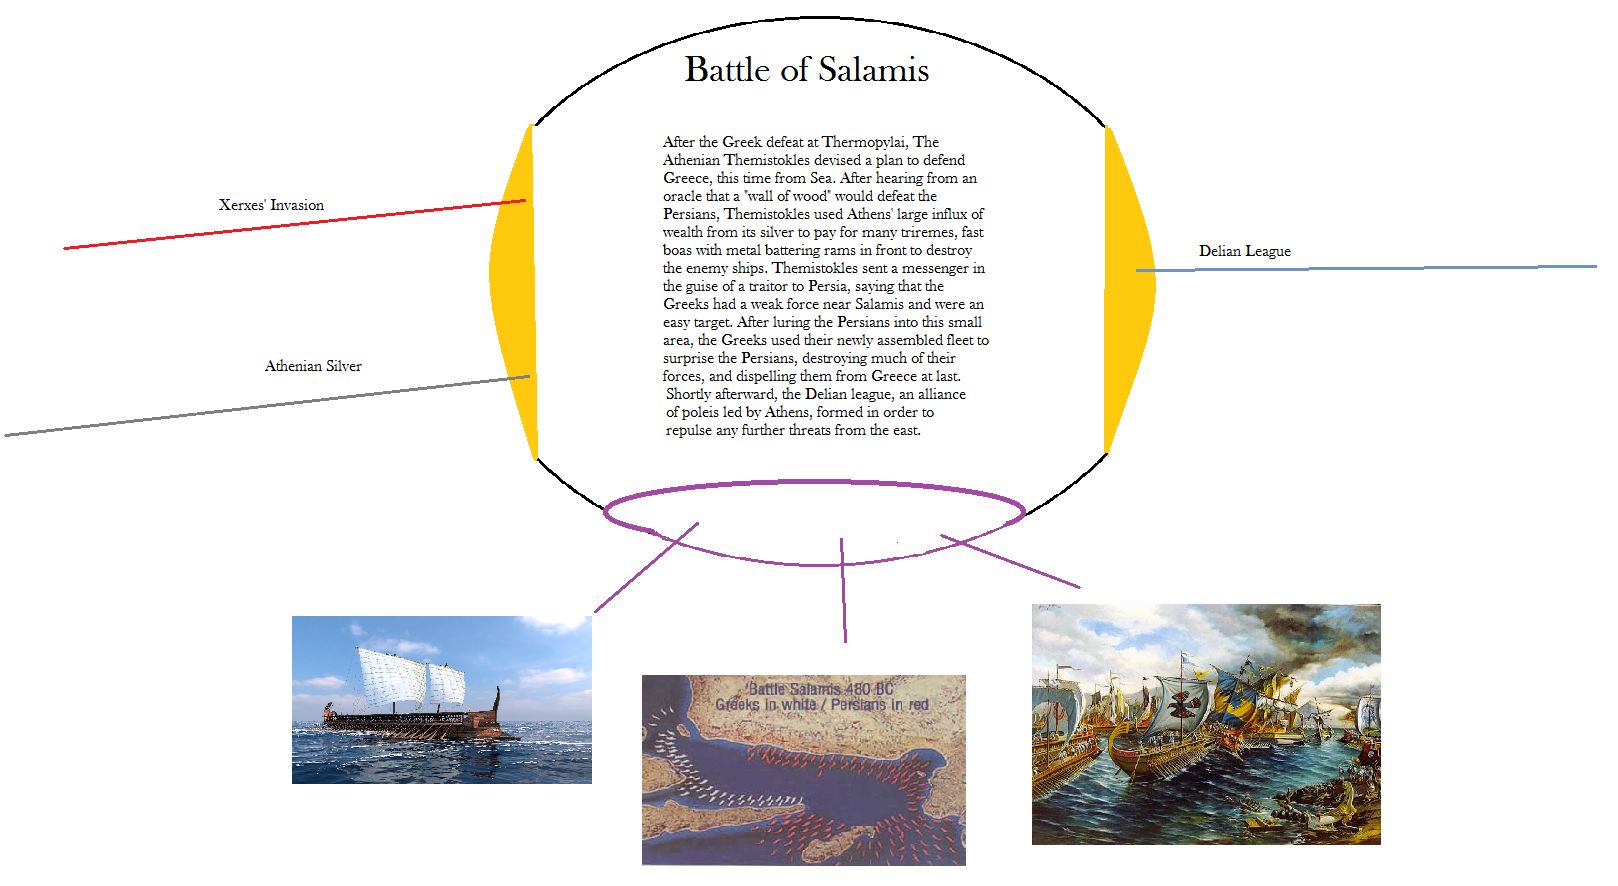 Battle of Salamis
After the Greek defeat at Thermopylai, The
Athenian Themistokles devised a plan to defend
Greece, this time from Sea. After hearing from an
oracle that a "wall of wood" would defeat the
Persians, Themistokles used Athens' large influx of
wealth from its silver to pay for many triremes, fast
boas with metal battering rams in front to destroy
the enemy ships. Themistokles sent a messenger in
the guise of a traitor to Persia, saying that the
Greeks had a weak force near Salamis and were an
easy target. After luring the Persians into this small
area, the Greeks used their newly assembled fleet to
surprise the Persians, destroying much of their
forces, and dispelling them from Greece at last.
Shortly afterward, the Delian league, an alliance
of poleis led by Athens, formed in order to
repulse any further threats from the east.
Xerxes' Invasion
Athenian Silver
Delian League
Battle Salamis 480 BC
Greeks in white / Persians in red